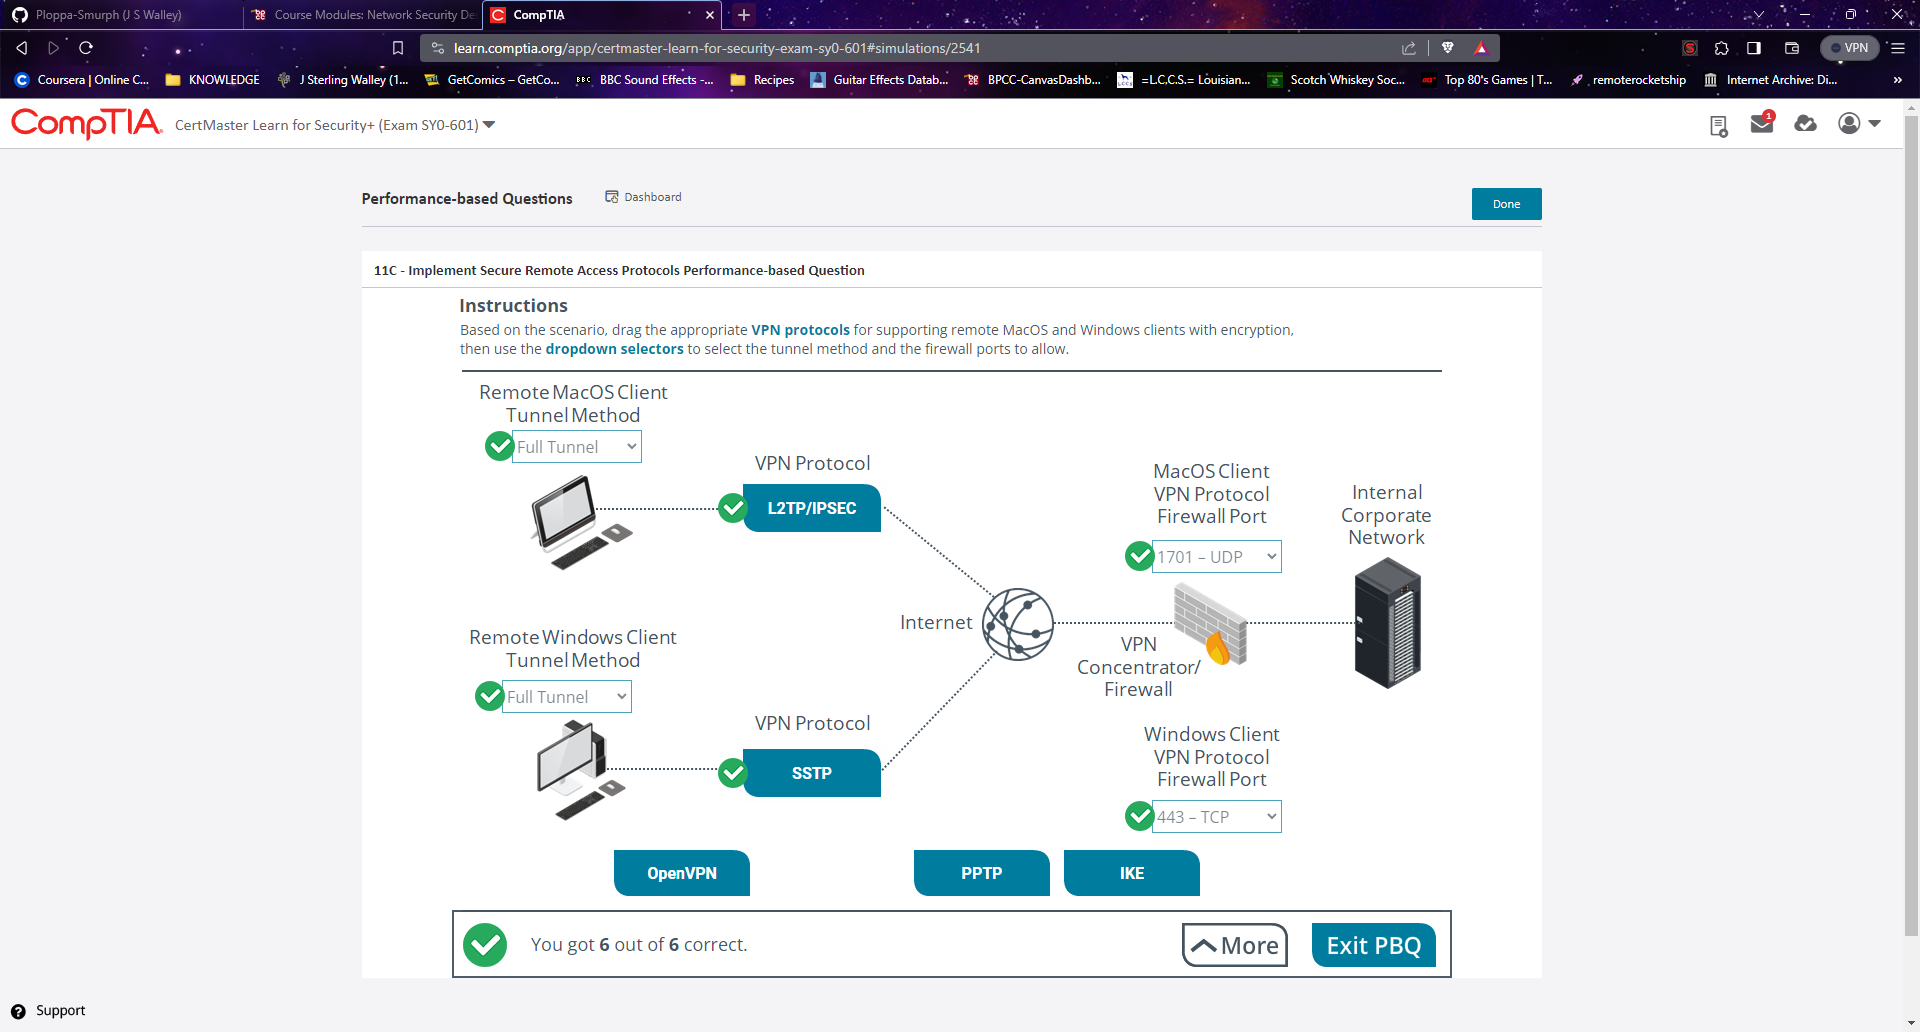 Ploppa-Smurph (J S Walley)
Course Modules: Network Security De
CompTIA
learn.comptia.org/app/certmaster-learn-for-security-exam-sy0-601#simulations/2541
VPN
Coursera | Online C...
KNOWLEDGE
J Sterling Walley (1...
GetComics – GetCo...
BBC Sound Effects -...
Recipes
Guitar Effects Datab...
BPCC-CanvasDashb...
=L.C,C.S.= Louisian...
Scotch Whiskey Soc...
Top 80's Games | T...
remoterocketship
Internet Archive: Di...
»
CompTIA.
CertMaster Learn for Security+ (Exam SY0-601)
1
Performance-based Questions
Dashboard
Done
11C - Implement Secure Remote Access Protocols Performance-based Question
Instructions
Based on the scenario, drag the appropriate VPN protocols for supporting remote MacOS and Windows clients with encryption,
then use the dropdown selectors to select the tunnel method and the firewall ports to allow.
Remote MacOS Client
Tunnel Method
Full Tunnel
VPN Protocol
L2TP/IPSEC
MacOS Client
VPN Protocol
Firewall Port
1701 – UDP
Internal
Corporate
Network
Internet
VPN
Concentrator/
Firewall
Remote Windows Client
Tunnel Method
Full Tunnel
VPN Protocol
SSTP
Windows Client
VPN Protocol
Firewall Port
443 – TCP
OpenVPN
PPTP
IKE
You got 6 out of 6 correct.
More
Exit PBQ
Support